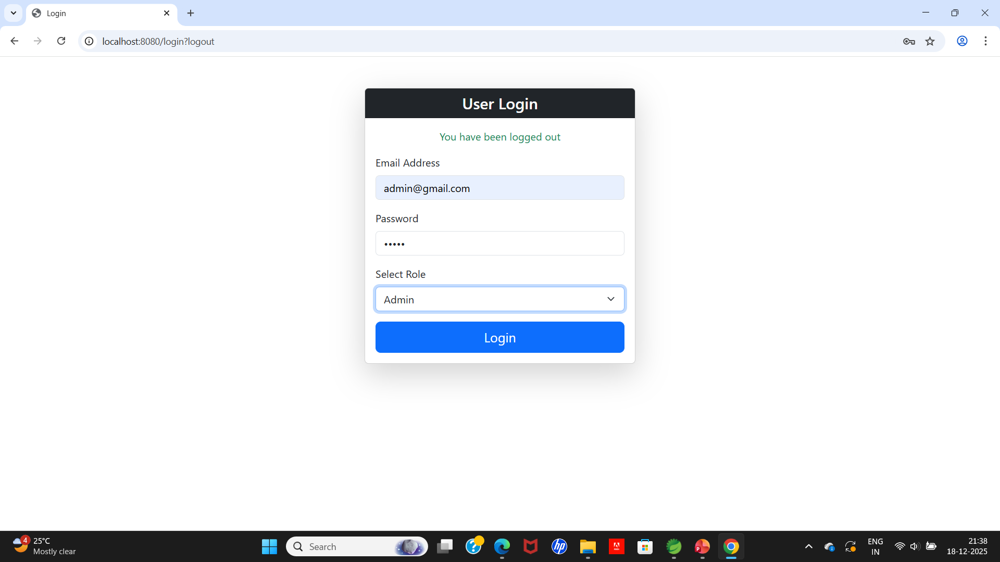 Login
localhost:8080/login?logout
User Login
You have been logged out
Email Address
admin@gmail.com
Password
•••••
Select Role
Admin
Login
4
25°C
Mostly clear
Search
hp
P
ENG
IN
21:38
18-12-2025